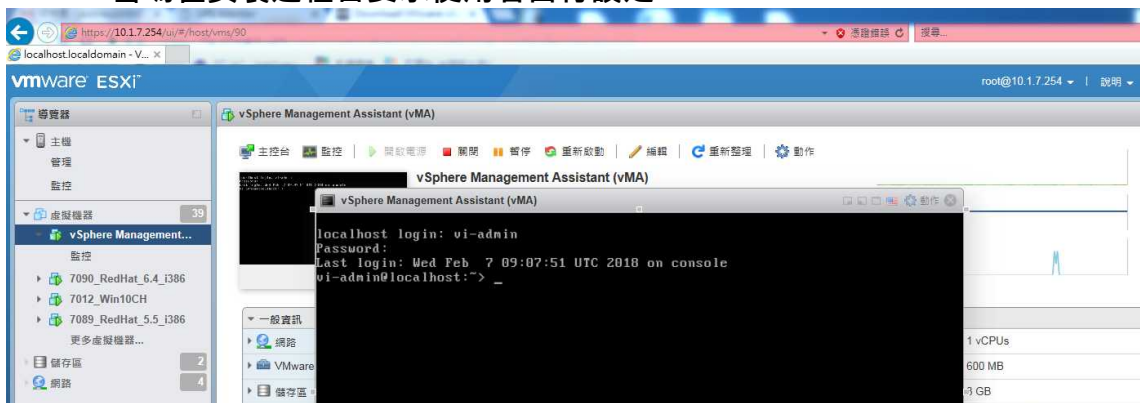 https://10.1.7.254/ui/#/host/vms/90
憑證錯誤
搜尋...
localhost.localdomain - V...
vmware ESXi™
root@10.1.7.254
說明
導覽器
vSphere Management Assistant (vMA)
主機
管理
監控
主控台 監控 開啟電源 關閉 暫停 重新啟動 編輯 重新整理 動作
vSphere Management Assistant (vMA)
虛擬機器 39
vSphere Management...
監控
7090_RedHat_6.4_i386
7012_Win10CH
7089_RedHat_5.5_i386
更多虛擬機器...
儲存區 2
網路 4
vSphere Management Assistant (vMA)
動作
localhost login: vi-admin
Password:
Last login: Wed Feb  7 09:07:51 UTC 2018 on console
vi-admin@localhost:~> _
一般資訊
網路
VMware
儲存區
1 vCPUs
600 MB
3 GB